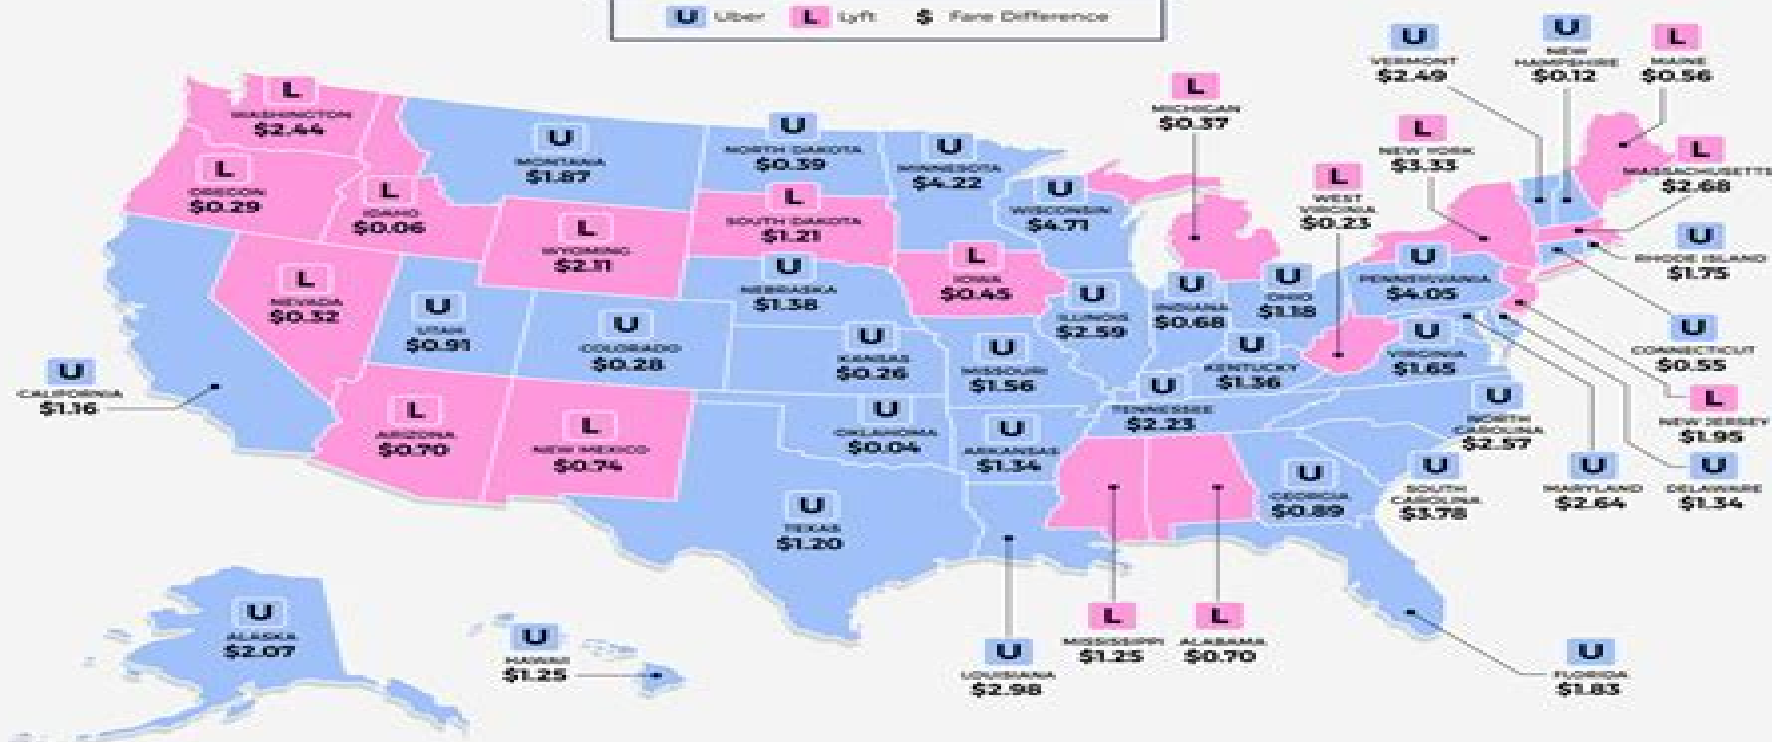 U Uber L Lyft $ Fare Difference
L
WASHINGTON
$2.44
L
OREGON
$0.29
L
IDAHO
$0.06
U
MONTANA
$1.87
L
WYOMING
$2.11
U
NORTH DAKOTA
$0.39
L
SOUTH DAKOTA
$1.21
U
NEBRASKA
$1.38
U
MINNESOTA
$4.22
U
WISCONSIN
$4.71
L
IOWA
$0.45
L
MICHIGAN
$0.37
U
VERMONT
$2.49
U
NEW
HAMPSHIRE
$0.12
L
MAINE
$0.56
L
NEW YORK
$3.33
L
MASSACHUSETTS
$2.68
L
WEST
VIRGINIA
$0.23
U
RHODE ISLAND
$1.75
U
PENNSYLVANIA
$4.05
U
CONNECTICUT
$0.55
L
NEW JERSEY
$1.95
U
DELAWARE
$1.34
U
MARYLAND
$2.64
L
NEVADA
$0.32
U
UTAH
$0.91
U
COLORADO
$0.28
U
KANSAS
$0.26
U
MISSOURI
$1.56
U
ILLINOIS
$2.59
U
INDIANA
$0.68
U
OHIO
$1.18
U
KENTUCKY
$1.36
U
VIRGINIA
$1.65
U
CALIFORNIA
$1.16
L
ARIZONA
$0.70
L
NEW MEXICO
$0.74
U
OKLAHOMA
$0.04
U
ARKANSAS
$1.34
U
TENNESSEE
$2.23
U
NORTH
CAROLINA
$2.57
U
SOUTH
CAROLINA
$3.78
U
GEORGIA
$0.89
U
TEXAS
$1.20
U
ALASKA
$2.07
U
HAWAII
$1.25
U
LOUISIANA
$2.98
L
MISSISSIPPI
$1.25
L
ALABAMA
$0.70
U
FLORIDA
$1.83